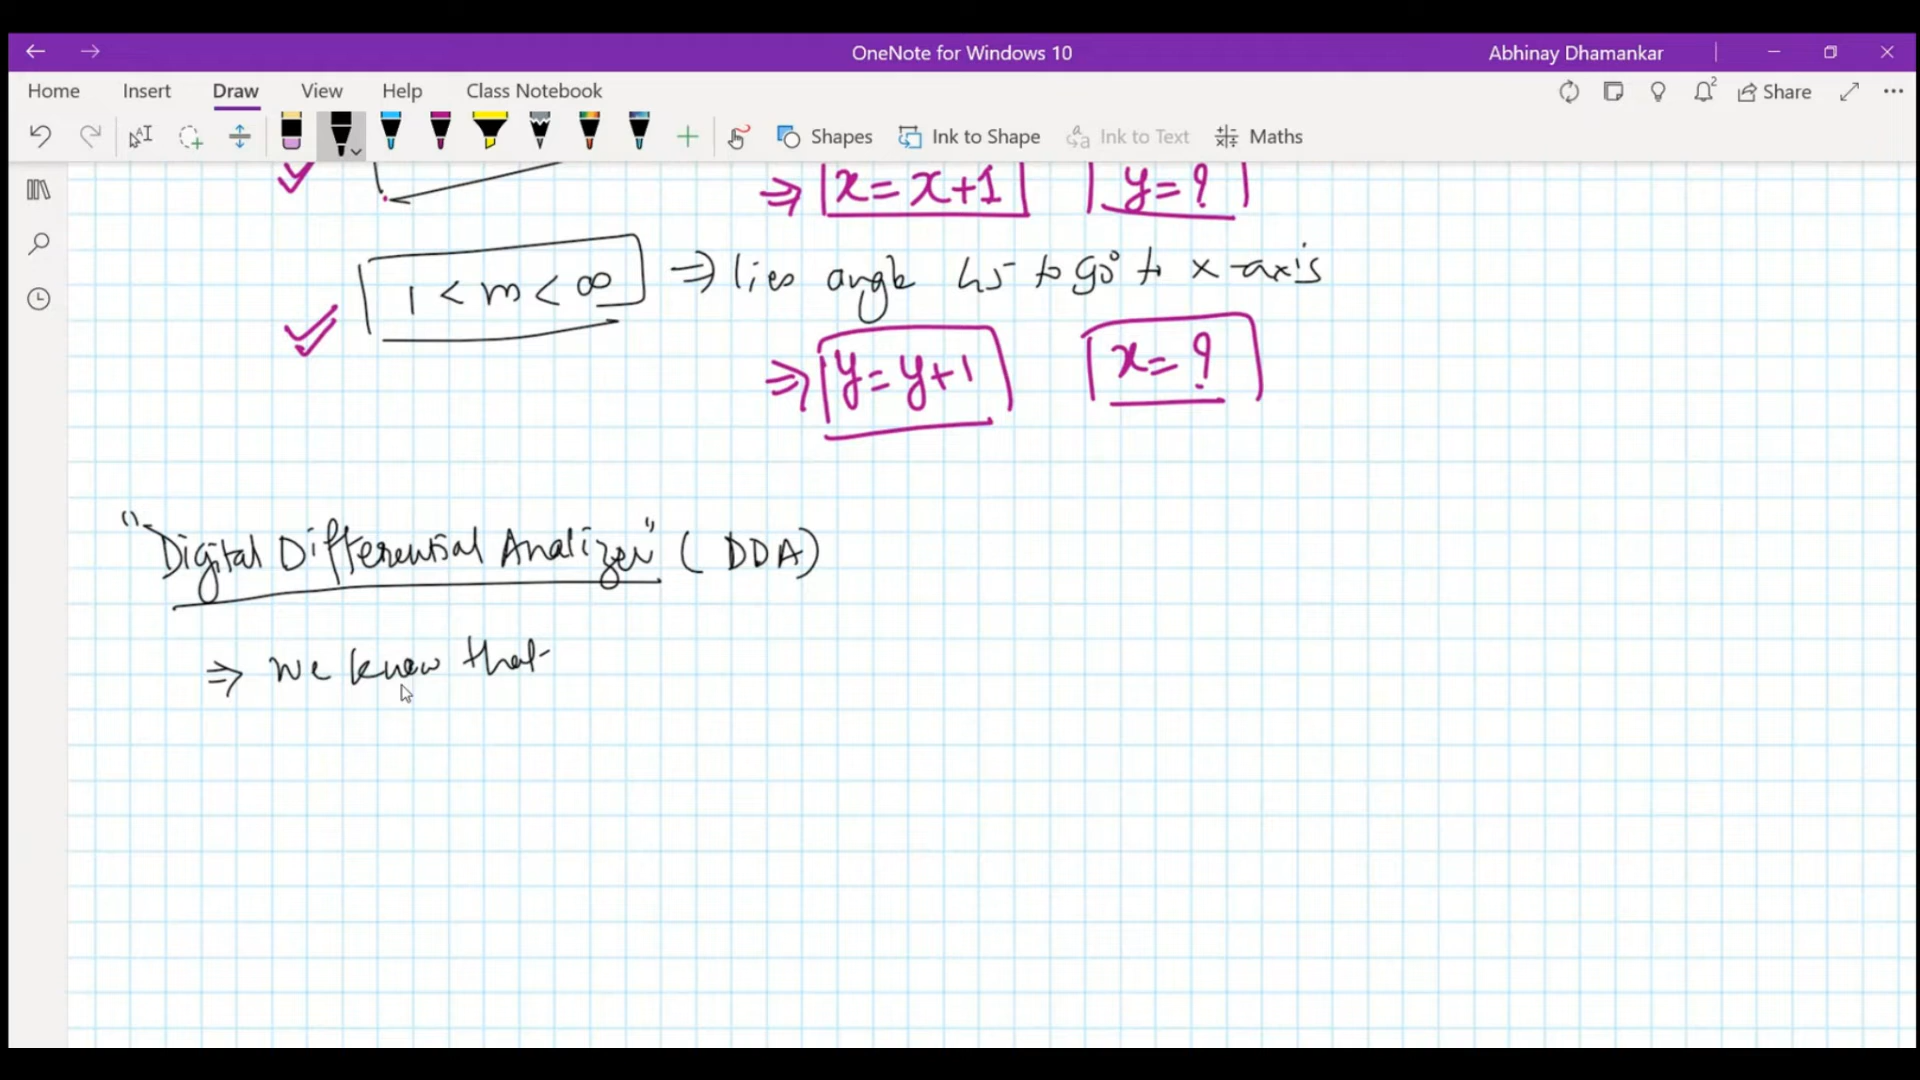 OneNote for Windows 10
Abhinay Dhamankar
Home Insert Draw View Help Class Notebook
Share
Shapes Ink to Shape Ink to Text Maths
⇒ x=x+1 y=?
1<m<∞ ⇒ lies angle 45 to 90° to x-axis
⇒ y=y+1 x=?
"Digital Differential Analizer" (DDA)
⇒ We know that